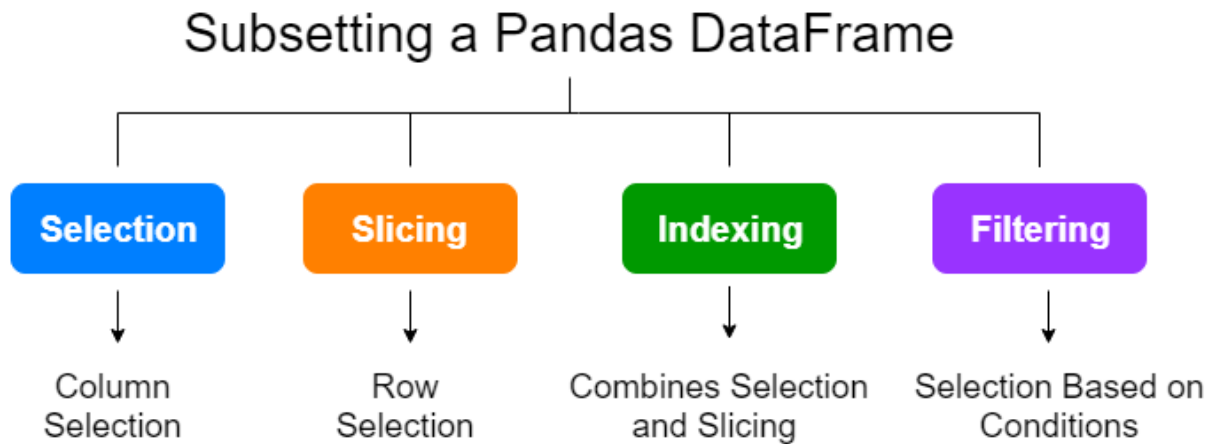 Subsetting a Pandas DataFrame
Selection
Slicing
Indexing
Filtering
Column
Selection
Row
Selection
Combines Selection
and Slicing
Selection Based on
Conditions